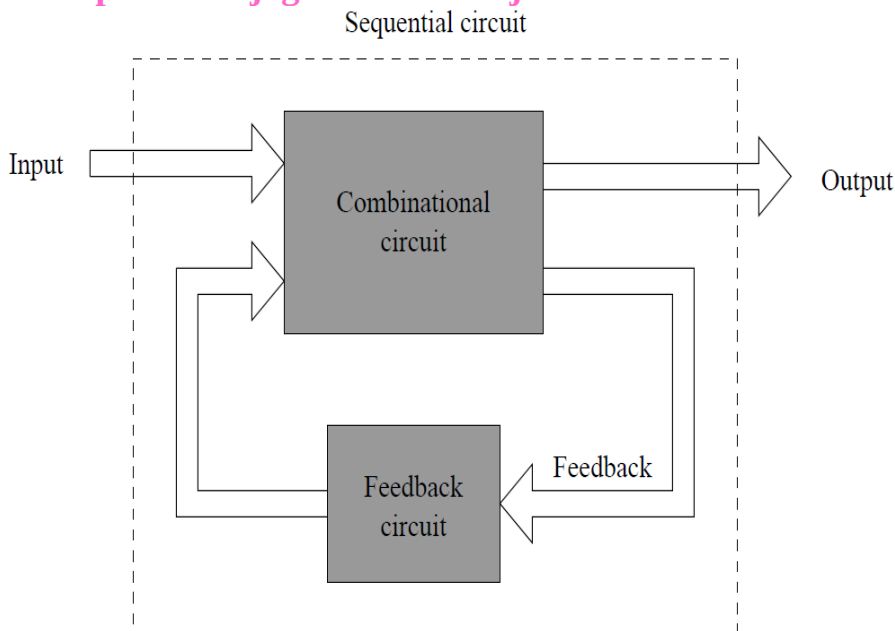 Sequential circuit
Input
Combinational
circuit
Output
Feedback
Feedback
circuit